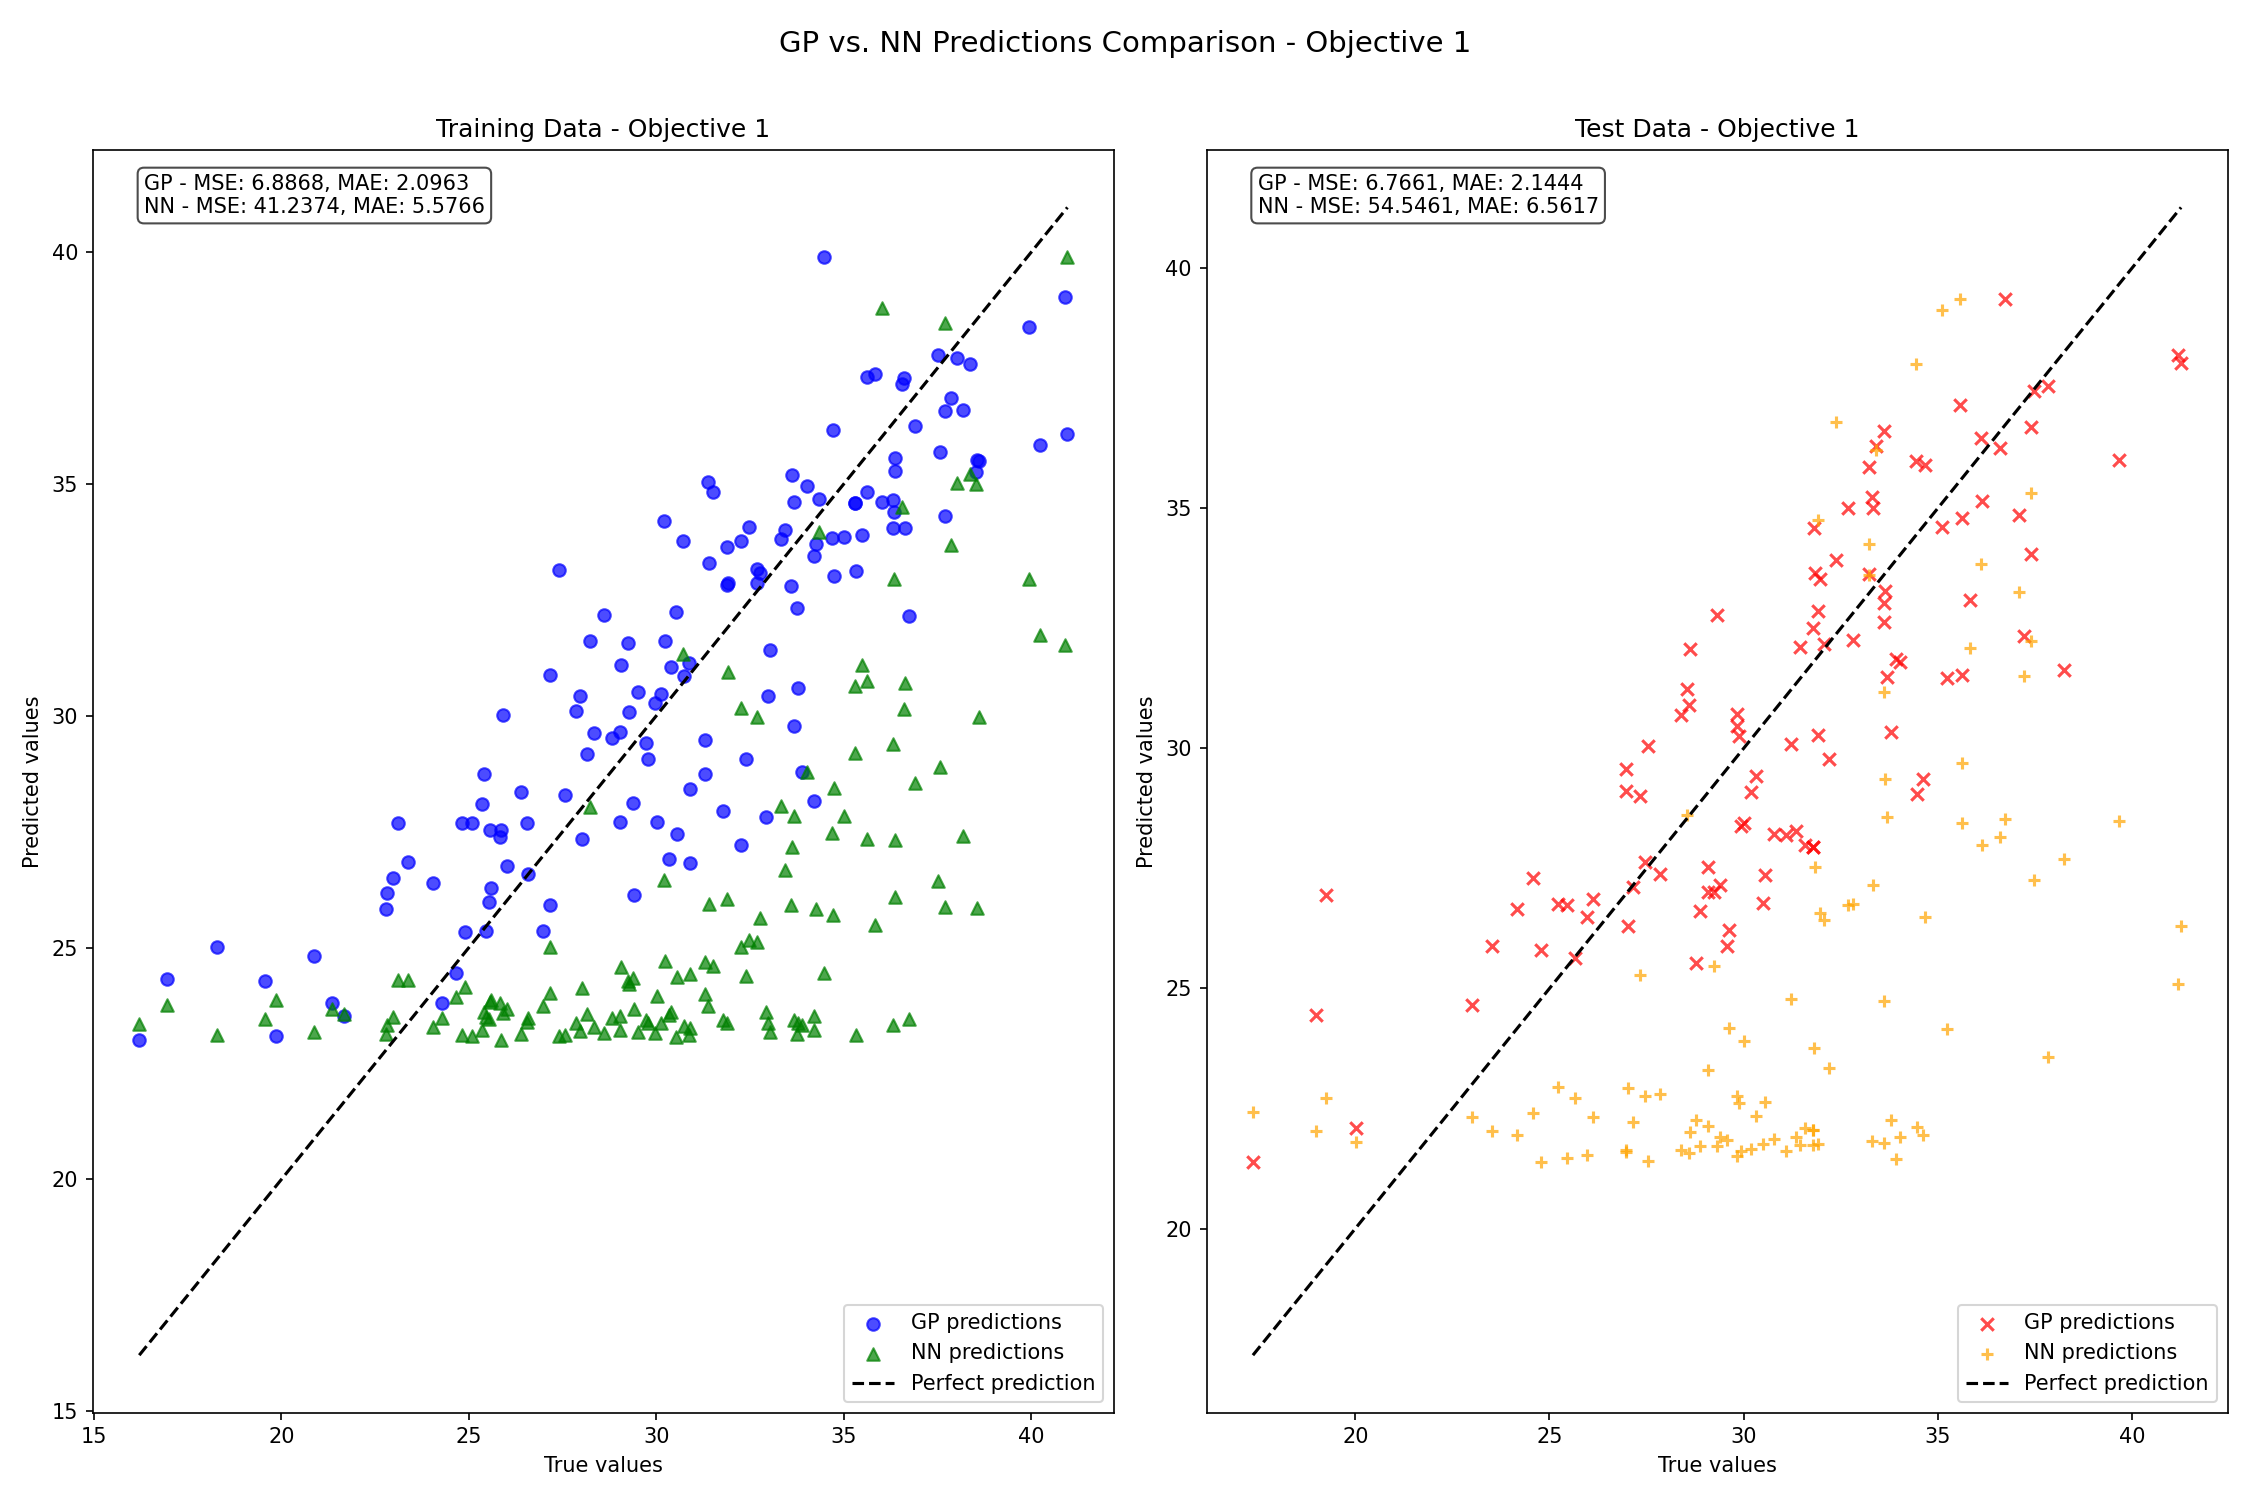 GP vs. NN Predictions Comparison - Objective 1
Training Data - Objective 1
GP - MSE: 6.8868, MAE: 2.0963
NN - MSE: 41.2374, MAE: 5.5766
Predicted values
40
35
30
25
20
15
15 20 25 30 35 40
True values
GP predictions
NN predictions
Perfect prediction
Test Data - Objective 1
GP - MSE: 6.7661, MAE: 2.1444
NN - MSE: 54.5461, MAE: 6.5617
Predicted values
40
35
30
25
20
20 25 30 35 40
True values
GP predictions
NN predictions
Perfect prediction